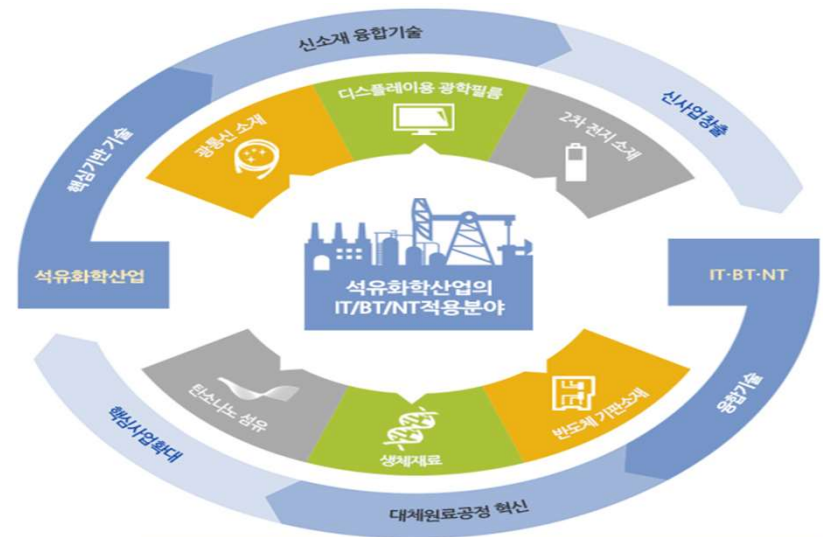 신소재 융합기술
신사업창출
핵심기반 기술
광통신 소재
디스플레이용 광학필름
2차 전지 소재
석유화학산업
석유화학산업의
IT/BT/NT적용분야
IT·BT·NT
탄소나노 섬유
생체재료
반도체 기판소재
융합기술
핵심사업확대
대체원료공정 혁신